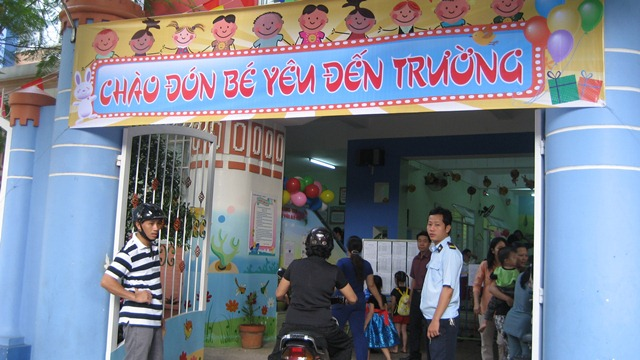 CHÀO ĐÓN BÉ YÊU ĐẾN TRƯỜNG